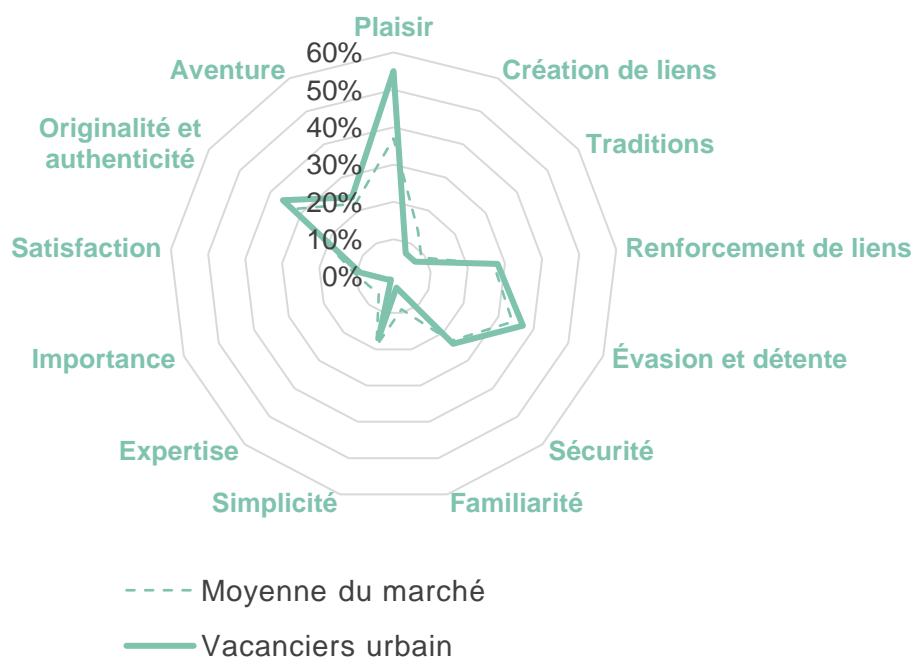 Plaisir
60%
Aventure
Création de liens
50%
Originalité et
authenticité
40%
Traditions
30%
20%
Satisfaction
10%
Renforcement de liens
0%
Importance
Évasion et détente
Expertise
Sécurité
Simplicité
Familiarité
Moyenne du marché
Vacanciers urbain